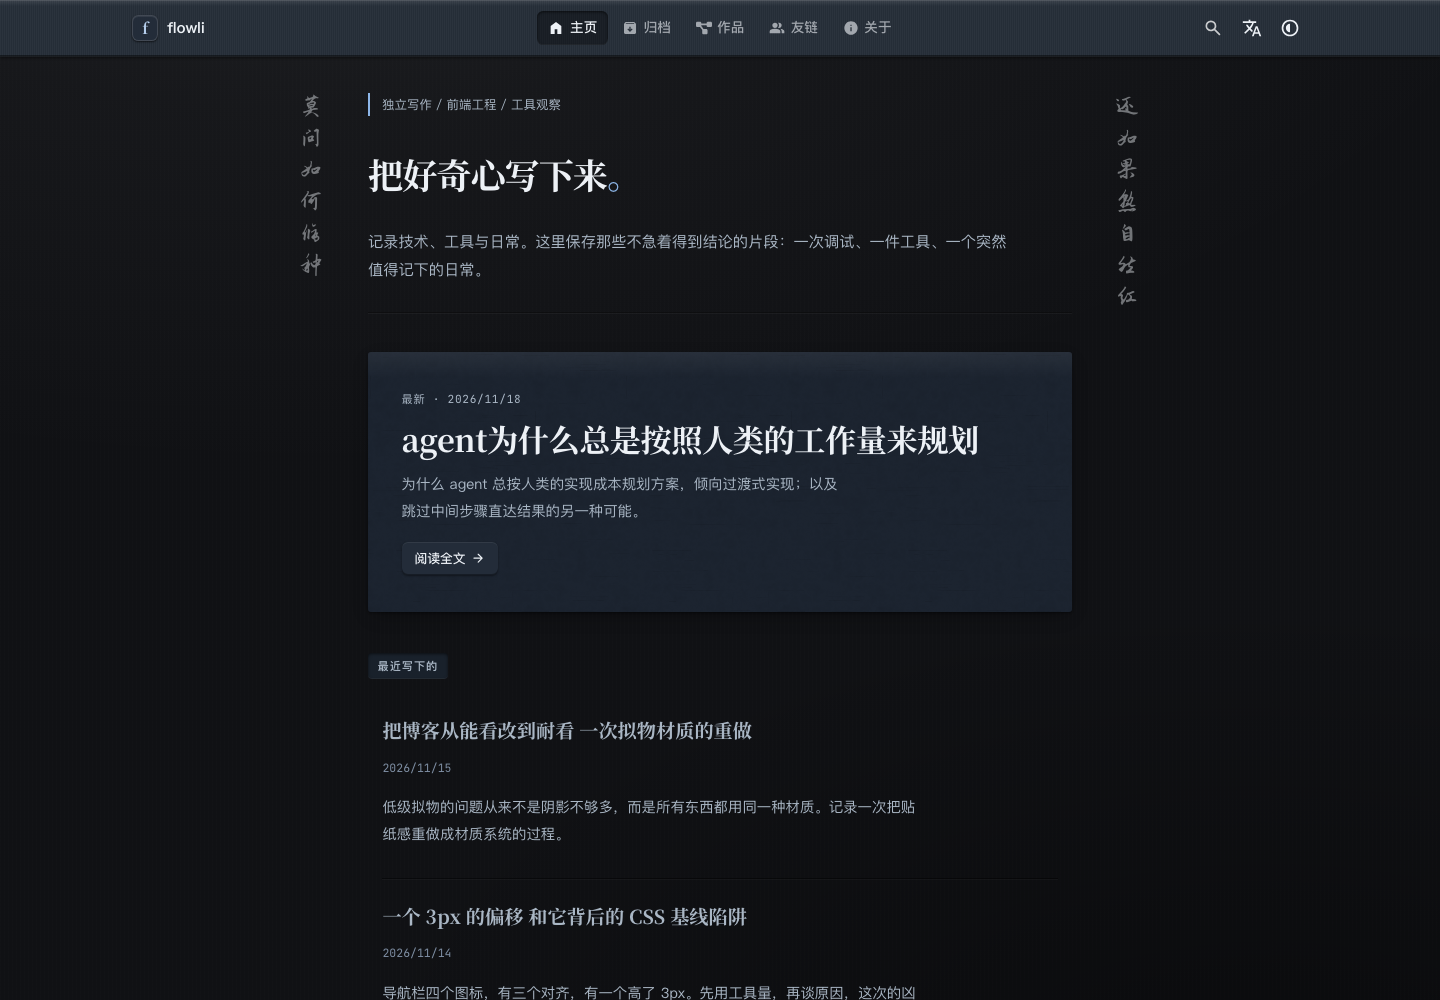 f flowli
主页 归档 作品 友链 关于
莫问如何缘种
还如果然自然红
独立写作 / 前端工程 / 工具观察
把好奇心写下来。
记录技术、工具与日常。这里保存那些不急着得到结论的片段：一次调试、一件工具、一个突然
值得记下的日常。
最新 · 2026/11/18
agent为什么总是按照人类的工作量来规划
为什么 agent 总按人类的实现成本规划方案，倾向过渡式实现；以及
跳过中间步骤直达结果的另一种可能。
阅读全文 →
最近写下的
把博客从能看改到耐看 一次拟物材质的重做
2026/11/15
低级拟物的问题从来不是阴影不够多，而是所有东西都用同一种材质。记录一次把贴
纸感重做成材质系统的过程。
一个 3px 的偏移 和它背后的 CSS 基线陷阱
2026/11/14
导航栏四个图标，有三个对齐，有一个高了 3px。先用工具量，再谈原因，这次的凶